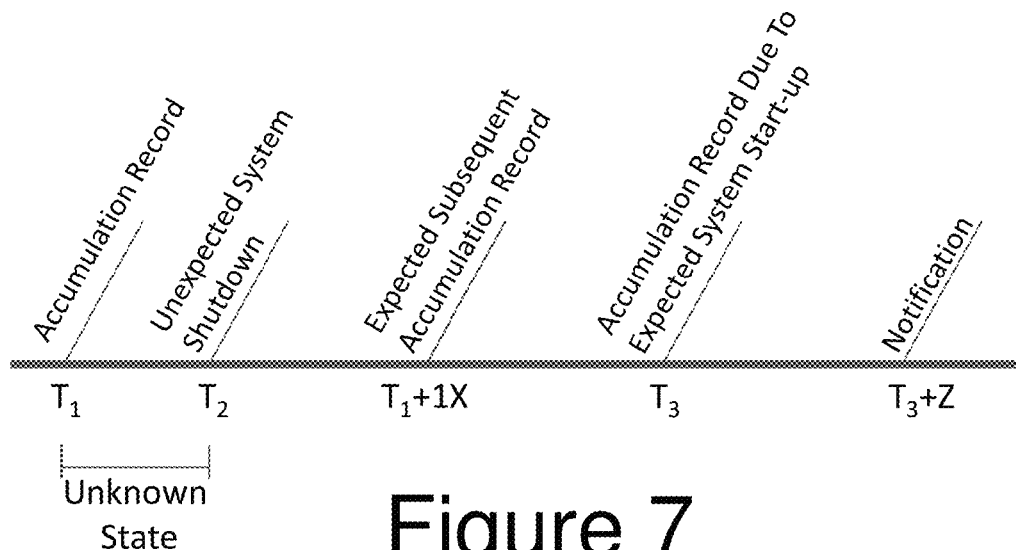 Accumulation Record
Unexpected System
Shutdown
Expected Subsequent
Accumulation Record
Accumulation Record Due To
Expected System Start-up
Notification
T1
T2
T1+1X
T3
T3+Z
Unknown
State
Figure 7